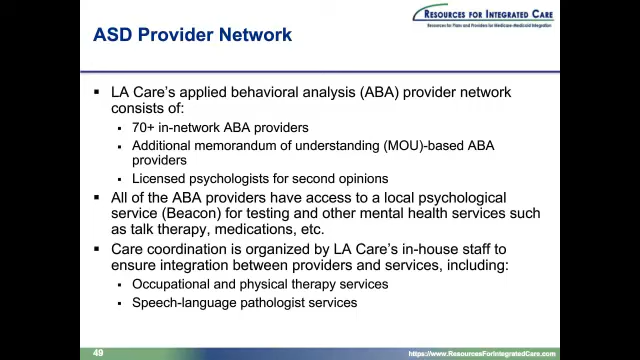 RESOURCES FOR INTEGRATED CARE
Resources for Plans and Providers for Medicare-Medicaid Integration
ASD Provider Network
LA Care's applied behavioral analysis (ABA) provider network
consists of:
70+ in-network ABA providers
Additional memorandum of understanding (MOU)-based ABA
providers
Licensed psychologists for second opinions
All of the ABA providers have access to a local psychological
service (Beacon) for testing and other mental health services such
as talk therapy, medications, etc.
Care coordination is organized by LA Care's in-house staff to
ensure integration between providers and services, including:
Occupational and physical therapy services
Speech-language pathologist services
49
https://www.ResourcesForIntegratedCare.com